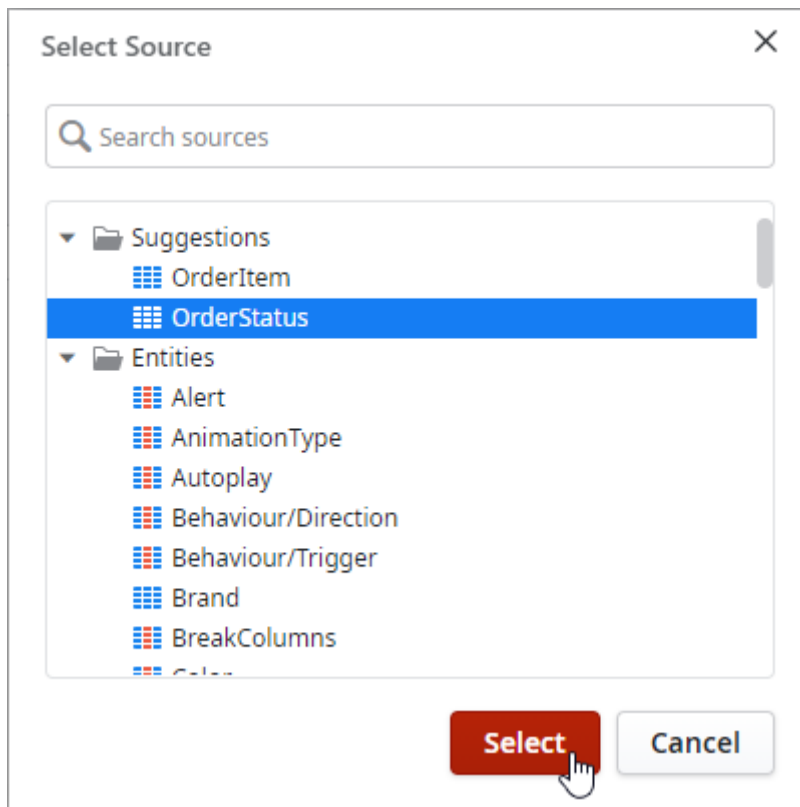 Select Source
Search sources
Suggestions
OrderItem
OrderStatus
Entities
Alert
AnimationType
Autoplay
Behaviour/Direction
Behaviour/Trigger
Brand
BreakColumns
Select
Cancel